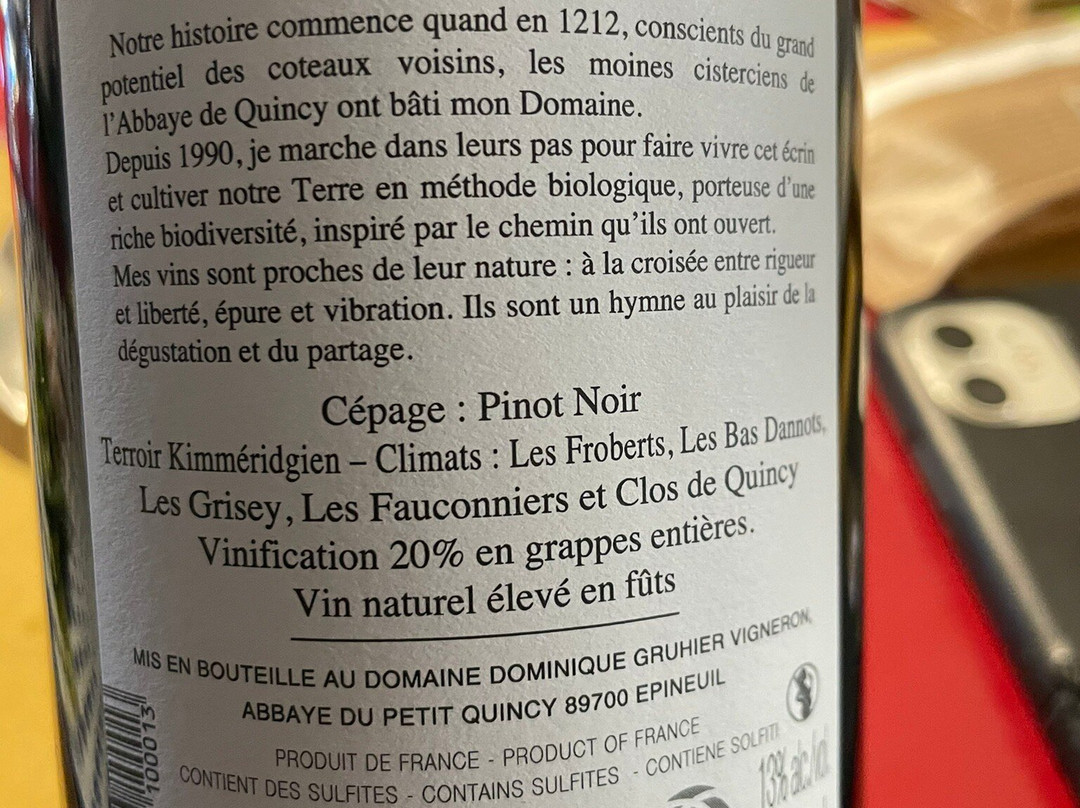 Notre histoire commence quand en 1212, conscients du grand
potentiel des coteaux voisins, les moines cisterciens de
l'Abbaye de Quincy ont bâti mon Domaine.
Depuis 1990, je marche dans leurs pas pour faire vivre cet écrin
et cultiver notre Terre en méthode biologique, porteuse d'une
riche biodiversité, inspiré par le chemin qu'ils ont ouvert.
Mes vins sont proches de leur nature : à la croisée entre rigueur
et liberté, épure et vibration. Ils sont un hymne au plaisir de la
dégustation et du partage.
Cépage : Pinot Noir
Terroir Kimméridgien – Climats : Les Froberts, Les Bas Dannots,
Les Grisey, Les Fauconniers et Clos de Quincy
Vinification 20% en grappes entières.
Vin naturel élevé en fûts
MIS EN BOUTEILLE AU DOMAINE DOMINIQUE GRUHIER VIGNERON,
ABBAYE DU PETIT QUINCY 89700 EPINEUIL
PRODUIT DE FRANCE - PRODUCT OF FRANCE
CONTIENT DES SULFITES - CONTAINS SULFITES - CONTIENE SOLFITI
13% alc./vol.
100013